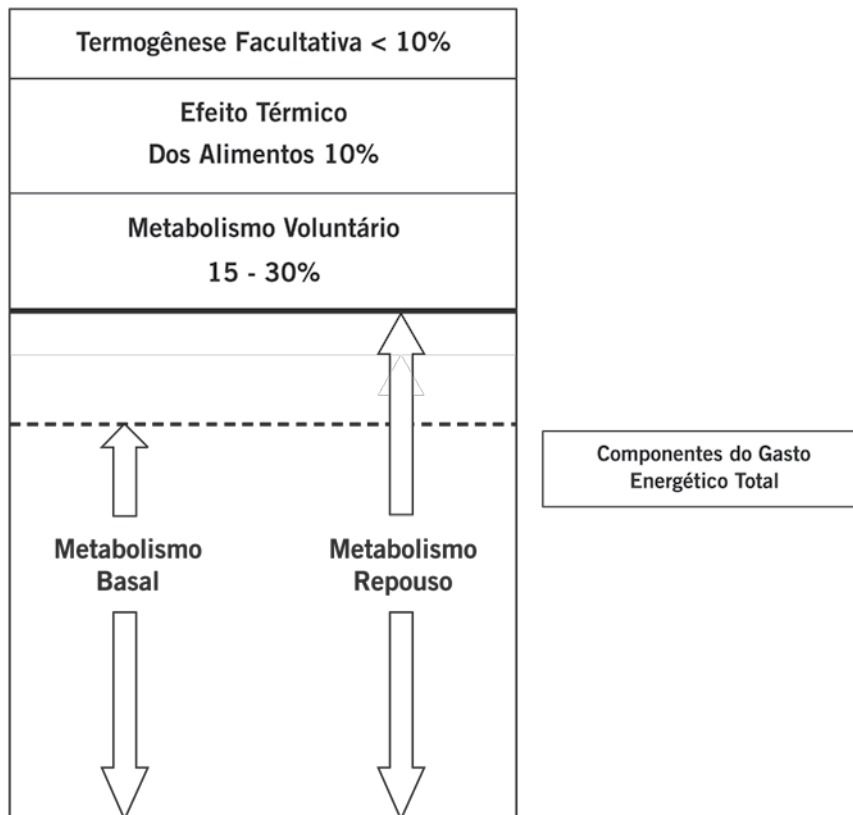 Termogênese Facultativa < 10%
Efeito Térmico
Dos Alimentos 10%
Metabolismo Voluntário
15 - 30%
Componentes do Gasto
Energético Total
Metabolismo
Basal
Metabolismo
Repouso